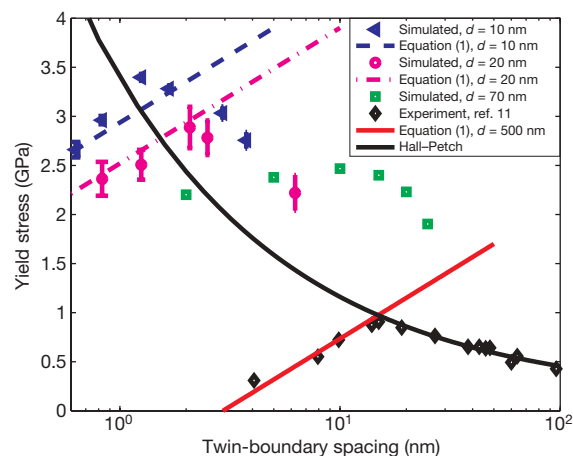 4
3.5
3
2.5
2
1.5
1
0.5
0
Yield stress (GPa)
Simulated, d = 10 nm
Equation (1), d = 10 nm
Simulated, d = 20 nm
Equation (1), d = 20 nm
Simulated, d = 70 nm
Experiment, ref. 11
Equation (1), d = 500 nm
Hall–Petch
10⁰ 10¹ 10²
Twin-boundary spacing (nm)